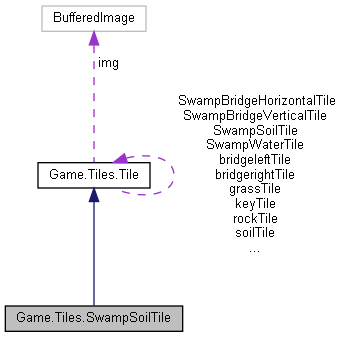 BufferedImage
img
SwampBridgeHorizontalTile
SwampBridgeVerticalTile
SwampSoilTile
SwampWaterTile
bridgeleftTile
bridgerightTile
grassTile
keyTile
rockTile
soilTile
...
Game.Tiles.Tile
Game.Tiles.SwampSoilTile